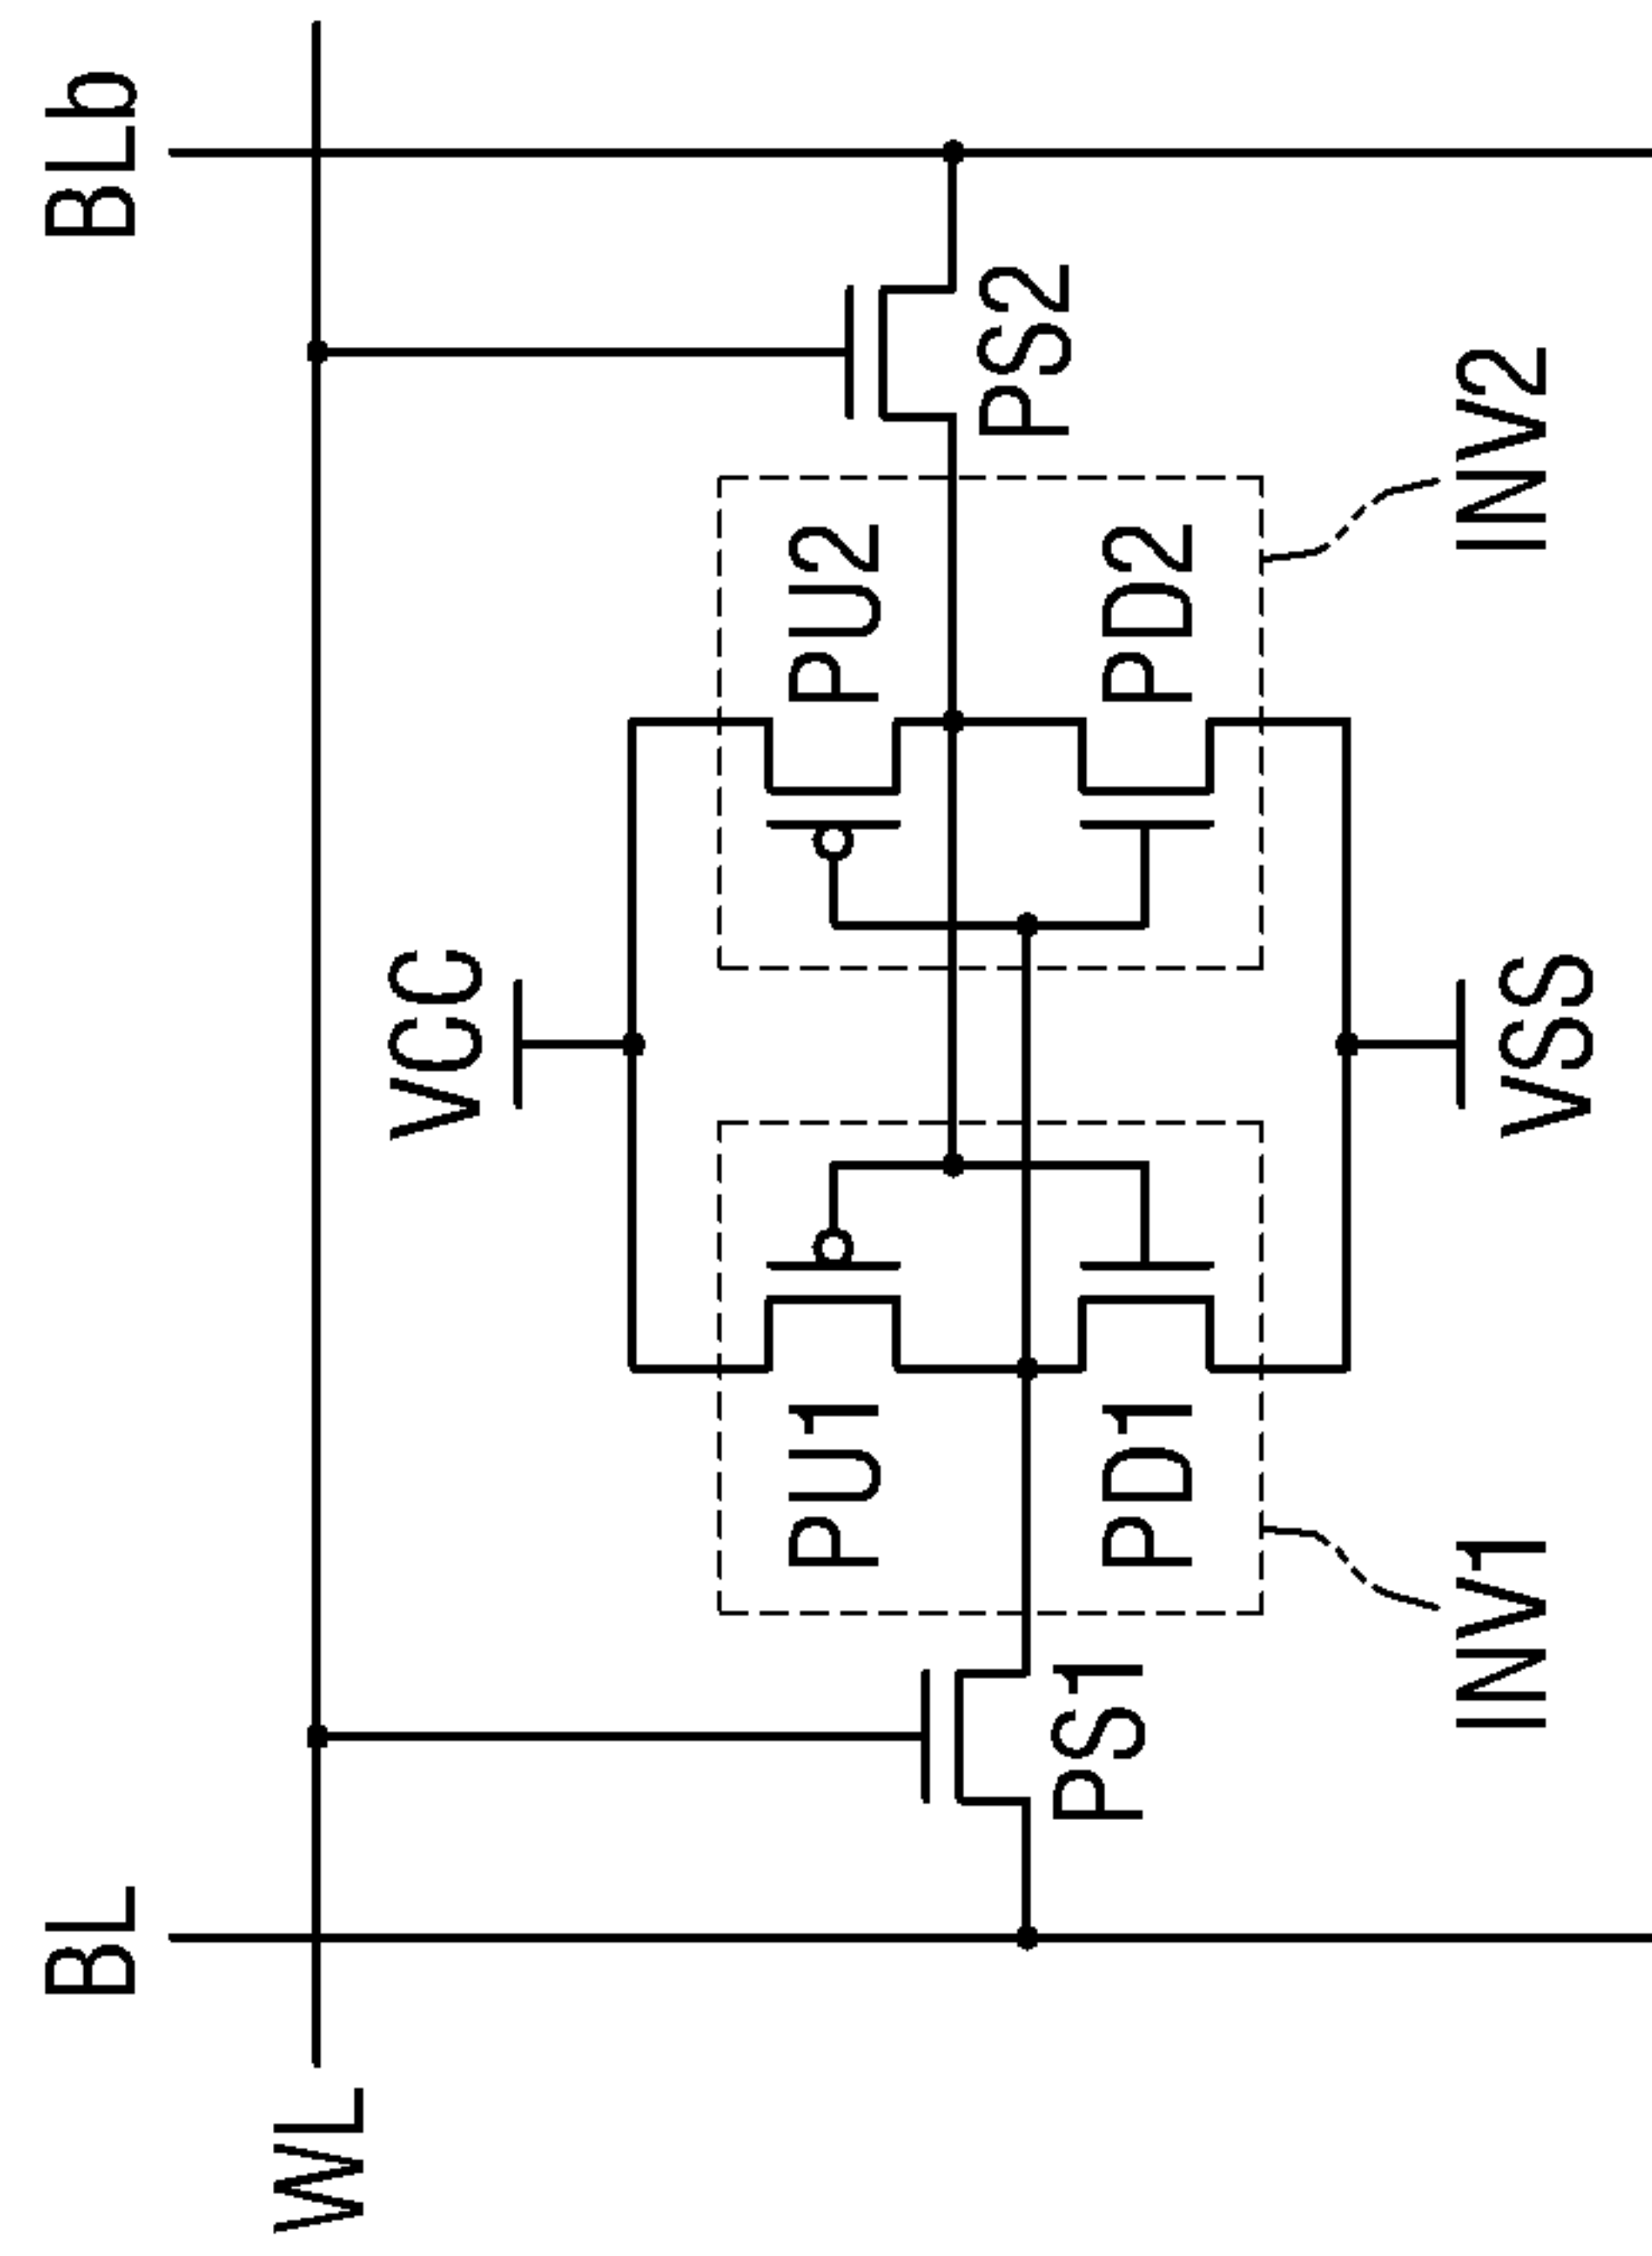 BL
BLb
WL
VCC
PU1
PU2
PS2
PS1
PD1
PD2
INV1
INV2
VSS